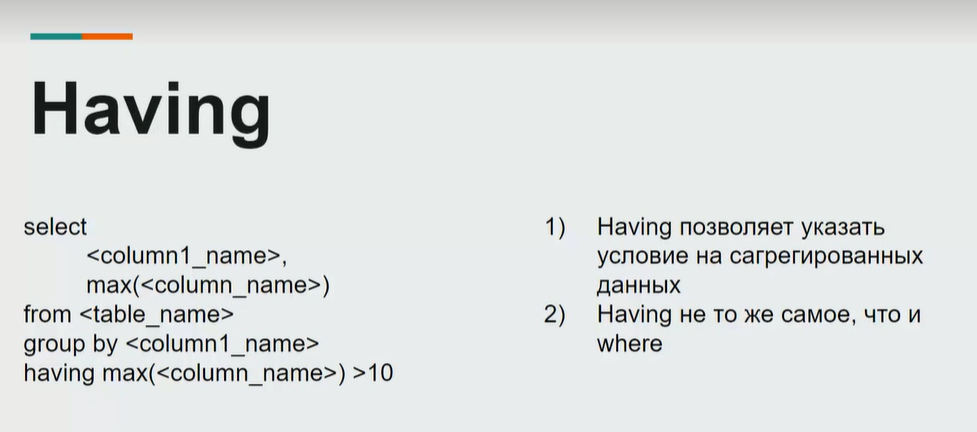 Having
select
<column1_name>,
max(<column_name>)
from <table_name>
group by <column1_name>
having max(<column_name>) >10
1) Having позволяет указать
условие на сагрегированных
данных
2) Having не то же самое, что и
where